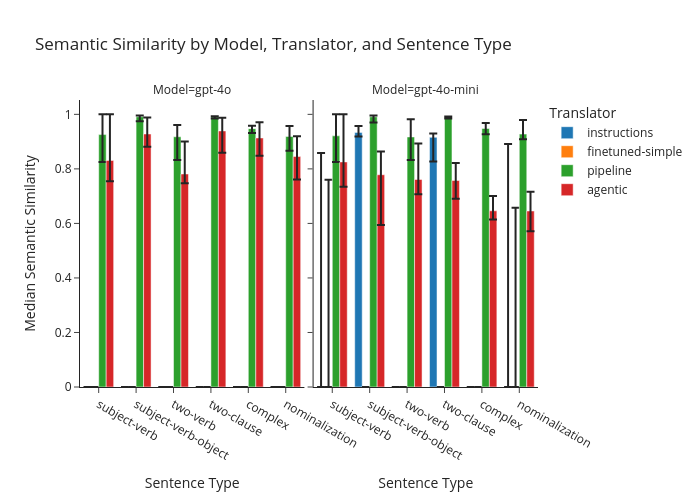 Semantic Similarity by Model, Translator, and Sentence Type
Model=gpt-4o
Model=gpt-4o-mini
Translator
instructions
finetuned-simple
pipeline
agentic
Median Semantic Similarity
1
0.8
0.6
0.4
0.2
0
subject-verb
subject-verb-object
two-verb
two-clause
complex
nominalization
subject-verb
subject-verb-object
two-verb
two-clause
complex
nominalization
Sentence Type
Sentence Type